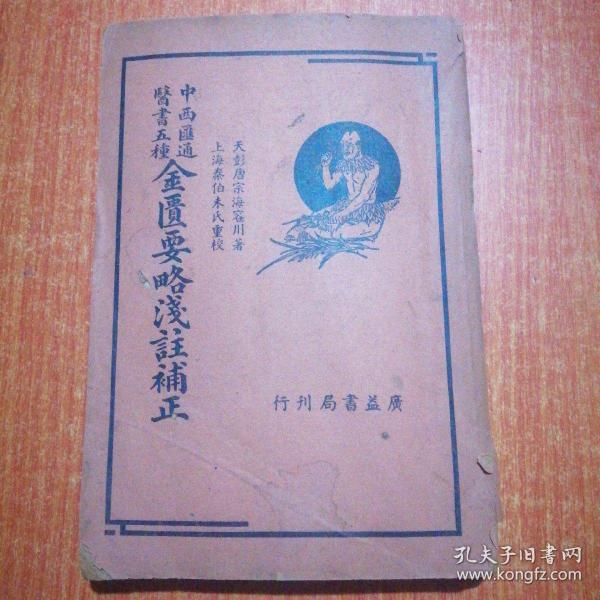 中西匯通
醫書五種
金匱要略淺註補正
天彭唐宗海容川著
上海秦伯未氏重校
廣益書局刊行
孔夫子旧书网
www.kongfz.com